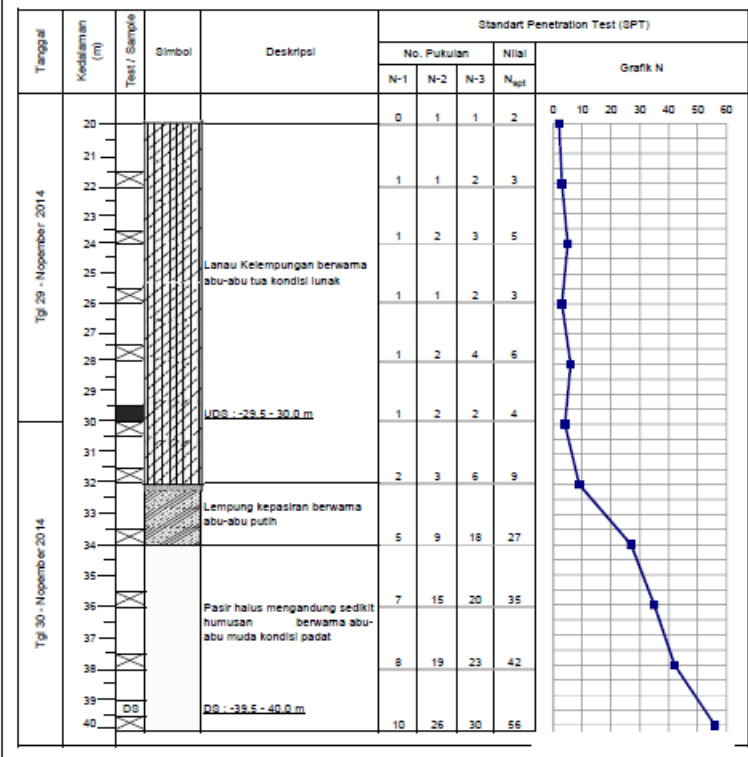 Tanggal
Kedalaman (m)
Test / Sample
Simbol
Deskripsi
Standart Penetration Test (SPT)
No. Pukulan
Nilai
Grafik N
N-1 N-2 N-3 Nspt
0 10 20 30 40 50 60
Tgl 29 - Nopember 2014
20 0 1 1 2
21
22 1 1 2 3
23
24 1 2 3 5
Lanau Kelempungan berwarna
25
abu-abu tua kondisi lunak
26 1 1 2 3
27
28 1 2 4 6
29
UDS : -29.5 - 30.0 m
30 1 2 2 4
Tgl 30 - Nopember 2014
31
32 2 3 6 9
Lempung kepasiran berwarna
33
abu-abu putih
34 5 9 18 27
35
36 7 15 20 35
Pasir halus mengandung sedikit
humusan berwarna abu-
37
abu muda kondisi padat
38 8 19 23 42
39
DS DS : -39.5 - 40.0 m
40 10 26 30 56